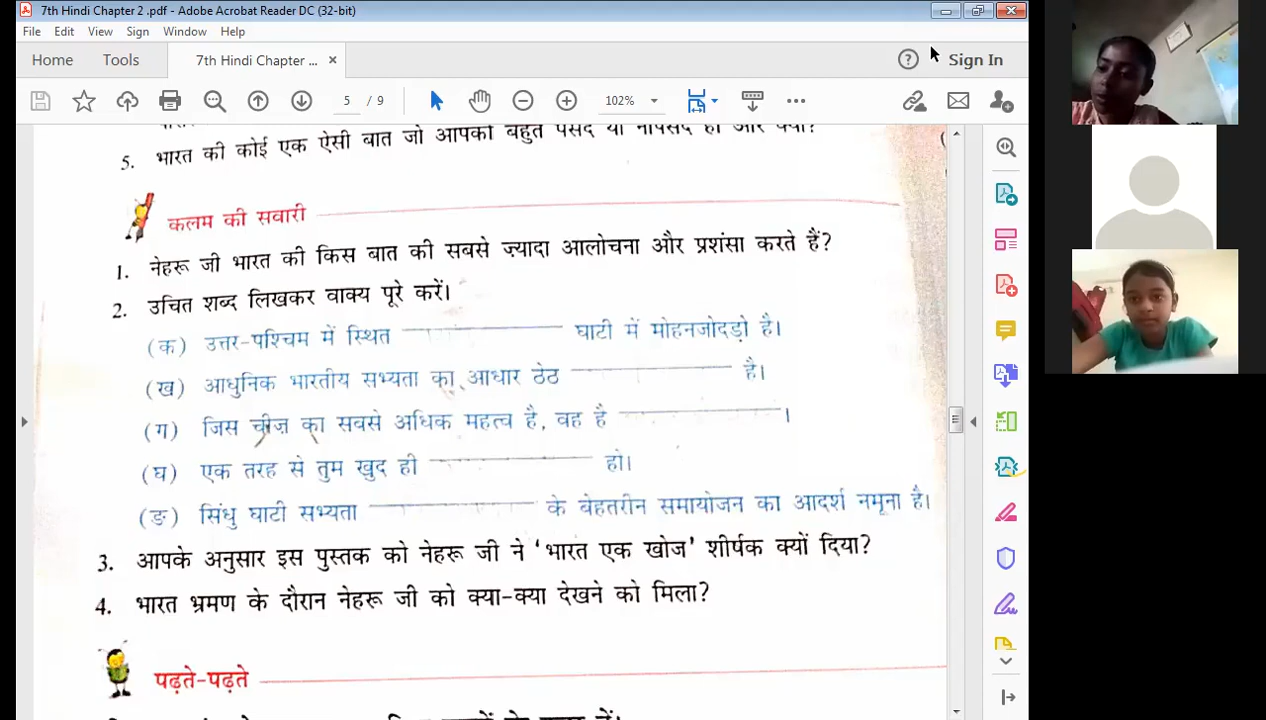 7th Hindi Chapter 2 .pdf - Adobe Acrobat Reader DC (32-bit)
File Edit View Sign Window Help
Home Tools 7th Hindi Chapter ... × ? Sign In
5 / 9 102%
5. भारत की कोई एक ऐसी बात जो आपको बहुत पसंद या नापसंद हो और क्यों?
कलम की सवारी
1. नेहरू जी भारत की किस बात की सबसे ज़्यादा आलोचना और प्रशंसा करते हैं?
2. उचित शब्द लिखकर वाक्य पूरे करें।
(क) उत्तर-पश्चिम में स्थित घाटी में मोहनजोदड़ो है।
(ख) आधुनिक भारतीय सभ्यता का आधार ठेठ है।
(ग) जिस चीज़ का सबसे अधिक महत्व है, वह है ।
(घ) एक तरह से तुम खुद ही हो।
(ङ) सिंधु घाटी सभ्यता के बेहतरीन समायोजन का आदर्श नमूना है।
3. आपके अनुसार इस पुस्तक को नेहरू जी ने ‘भारत एक खोज’ शीर्षक क्यों दिया?
4. भारत भ्रमण के दौरान नेहरू जी को क्या-क्या देखने को मिला?
पढ़ते-पढ़ते